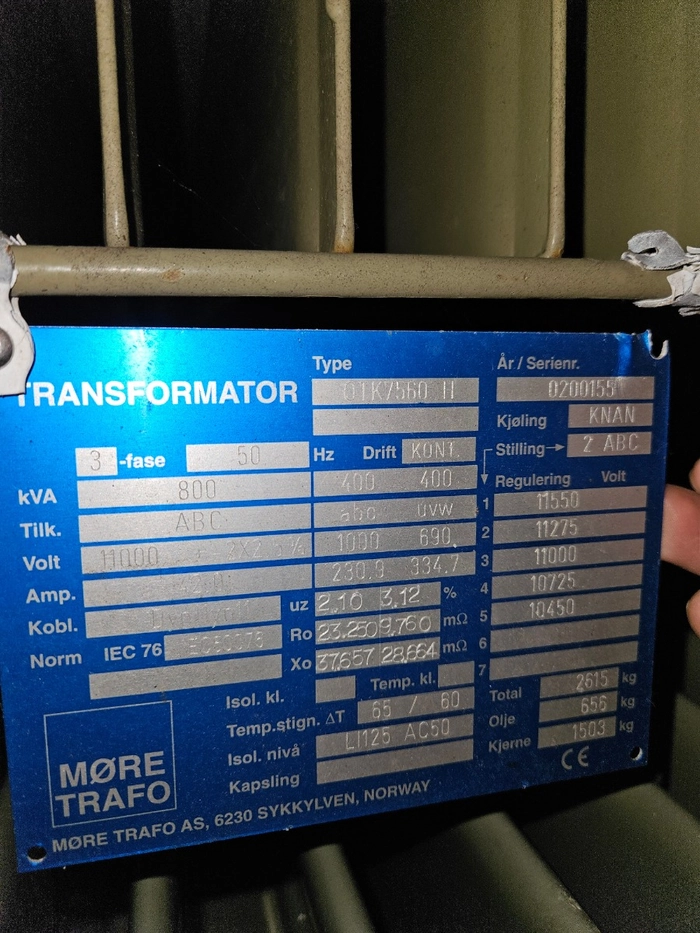 TRANSFORMATOR
Type
01K7560 H
År / Serienr.
0200155
Kjøling KNAN
3 -fase 50 Hz Drift KONT.
Stilling → 2 ABC
kVA 800 400 400
Regulering Volt
Tilk. ABC abc uvw
1 11550
Volt 11000 1000 690
2 11275
Amp. 230.9 334.7
3 11000
Kobl.
uz 2,10 3,12 %
4 10725
Norm IEC 76
Ro 23,250 9,760 mΩ
5 10450
Xo 37,657 28,664 mΩ
6
Isol. kl. Temp. kl.
7
Temp.stign. ΔT 65 / 60
Total 2615 kg
Isol. nivå LI125 AC50
Olje 656 kg
Kapsling
Kjerne 1503 kg
CE
MØRE
TRAFO
MØRE TRAFO AS, 6230 SYKKYLVEN, NORWAY